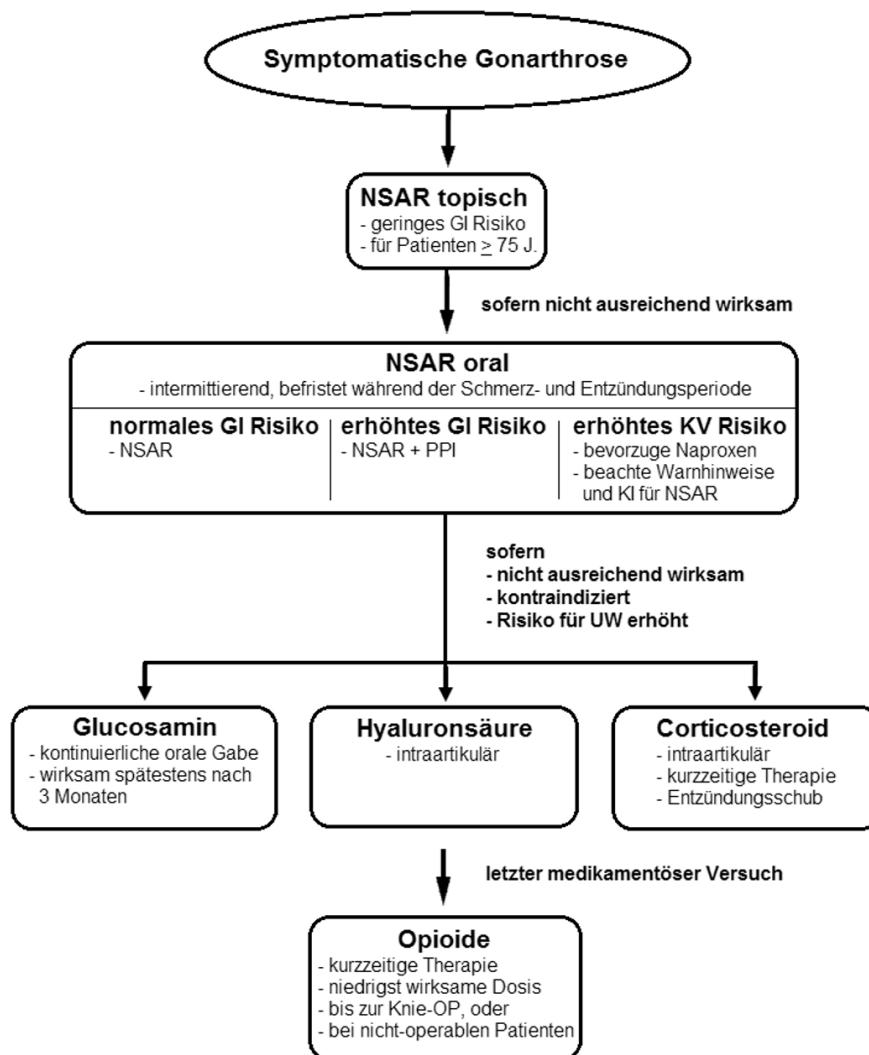 Symptomatische Gonarthrose
NSAR topisch
- geringes GI Risiko
- für Patienten ≥ 75 J.
sofern nicht ausreichend wirksam
NSAR oral
- intermittierend, befristet während der Schmerz- und Entzündungsperiode
normales GI Risiko
- NSAR
erhöhtes GI Risiko
- NSAR + PPI
erhöhtes KV Risiko
- bevorzuge Naproxen
- beachte Warnhinweise
und KI für NSAR
sofern
- nicht ausreichend wirksam
- kontraindiziert
- Risiko für UW erhöht
Glucosamin
- kontinuierliche orale Gabe
- wirksam spätestens nach
3 Monaten
Hyaluronsäure
- intraartikulär
Corticosteroid
- intraartikulär
- kurzzeitige Therapie
- Entzündungsschub
letzter medikamentöser Versuch
Opioide
- kurzzeitige Therapie
- niedrigst wirksame Dosis
- bis zur Knie-OP, oder
- bei nicht-operablen Patienten